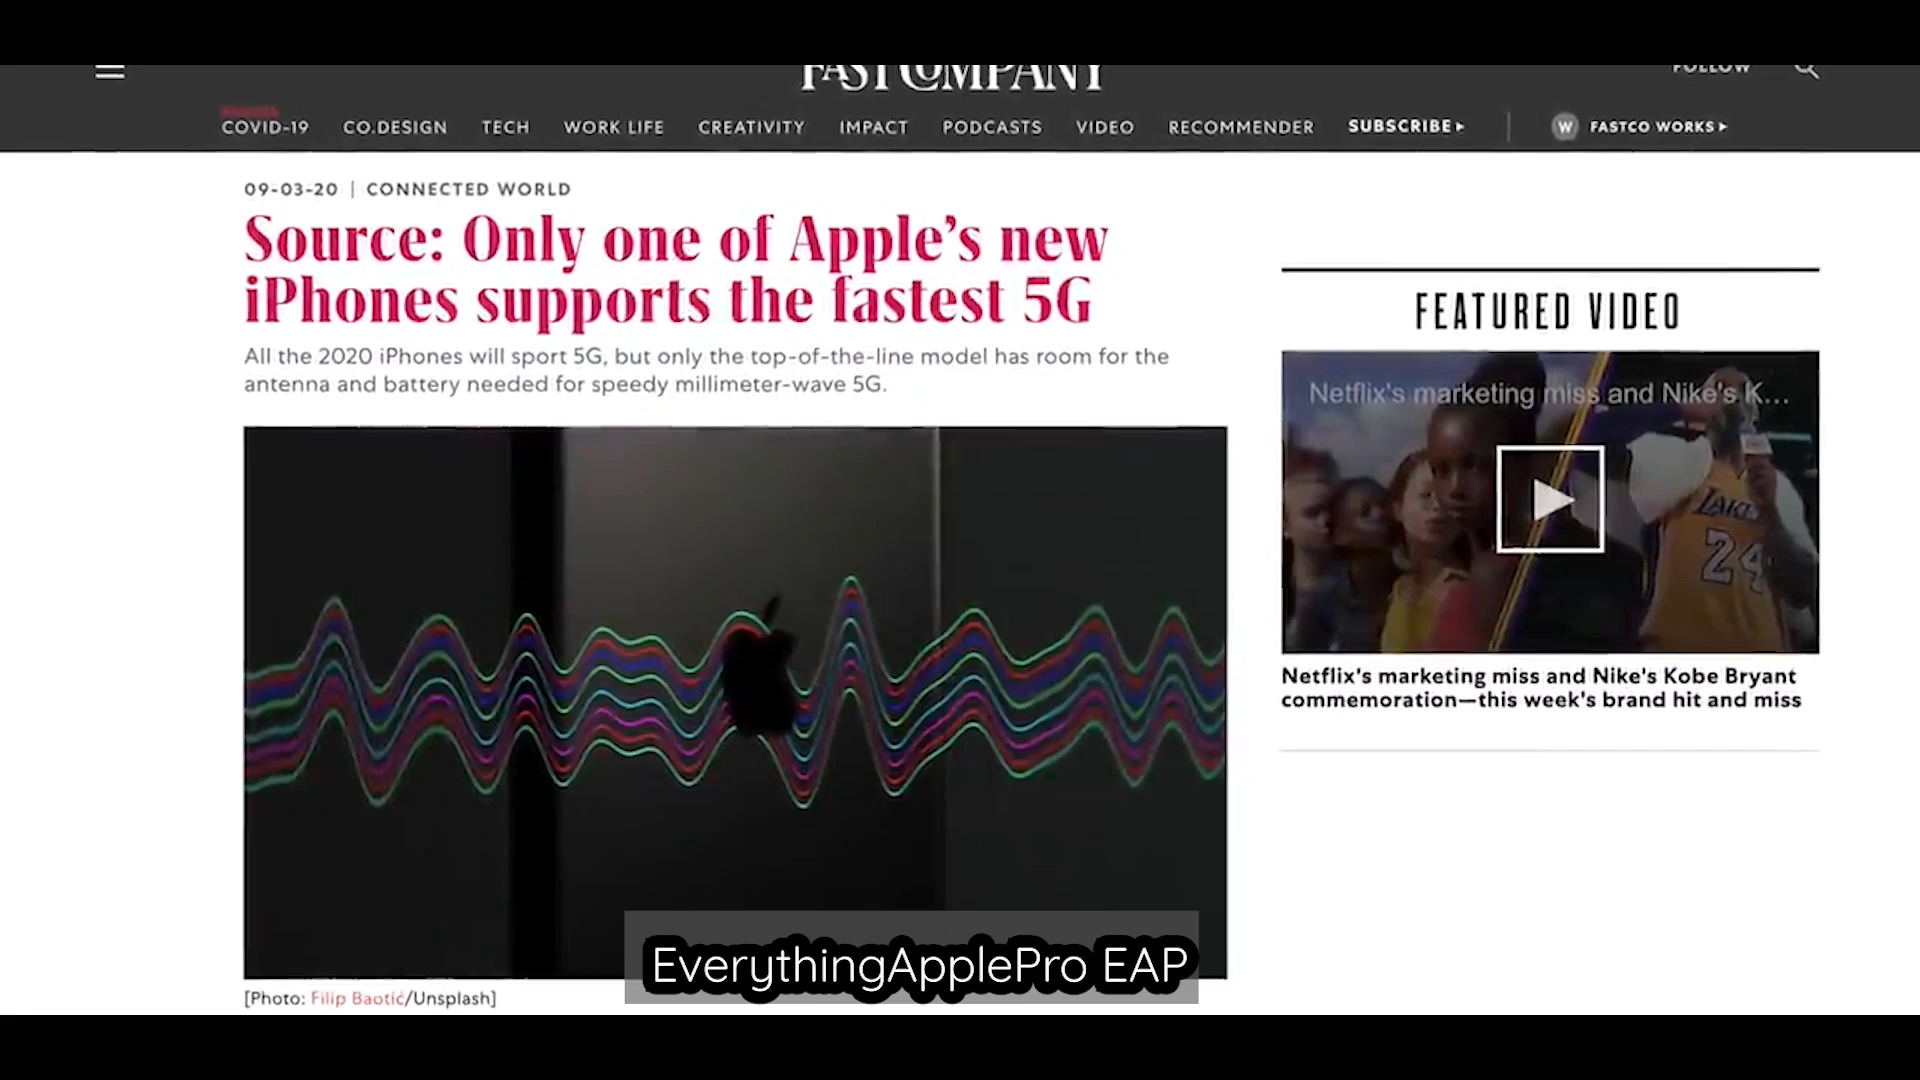 FAST COMPANY
FOLLOW
COVID-19 CO.DESIGN TECH WORK LIFE CREATIVITY IMPACT PODCASTS VIDEO RECOMMENDER SUBSCRIBE FASTCO WORKS
W
09-03-20 | CONNECTED WORLD
Source: Only one of Apple's new
iPhones supports the fastest 5G
All the 2020 iPhones will sport 5G, but only the top-of-the-line model has room for the
antenna and battery needed for speedy millimeter-wave 5G.
[Photo: Filip Baotić/Unsplash]
FEATURED VIDEO
Netflix's marketing miss and Nike's K...
24
Netflix's marketing miss and Nike's Kobe Bryant
commemoration—this week's brand hit and miss
EverythingApplePro EAP